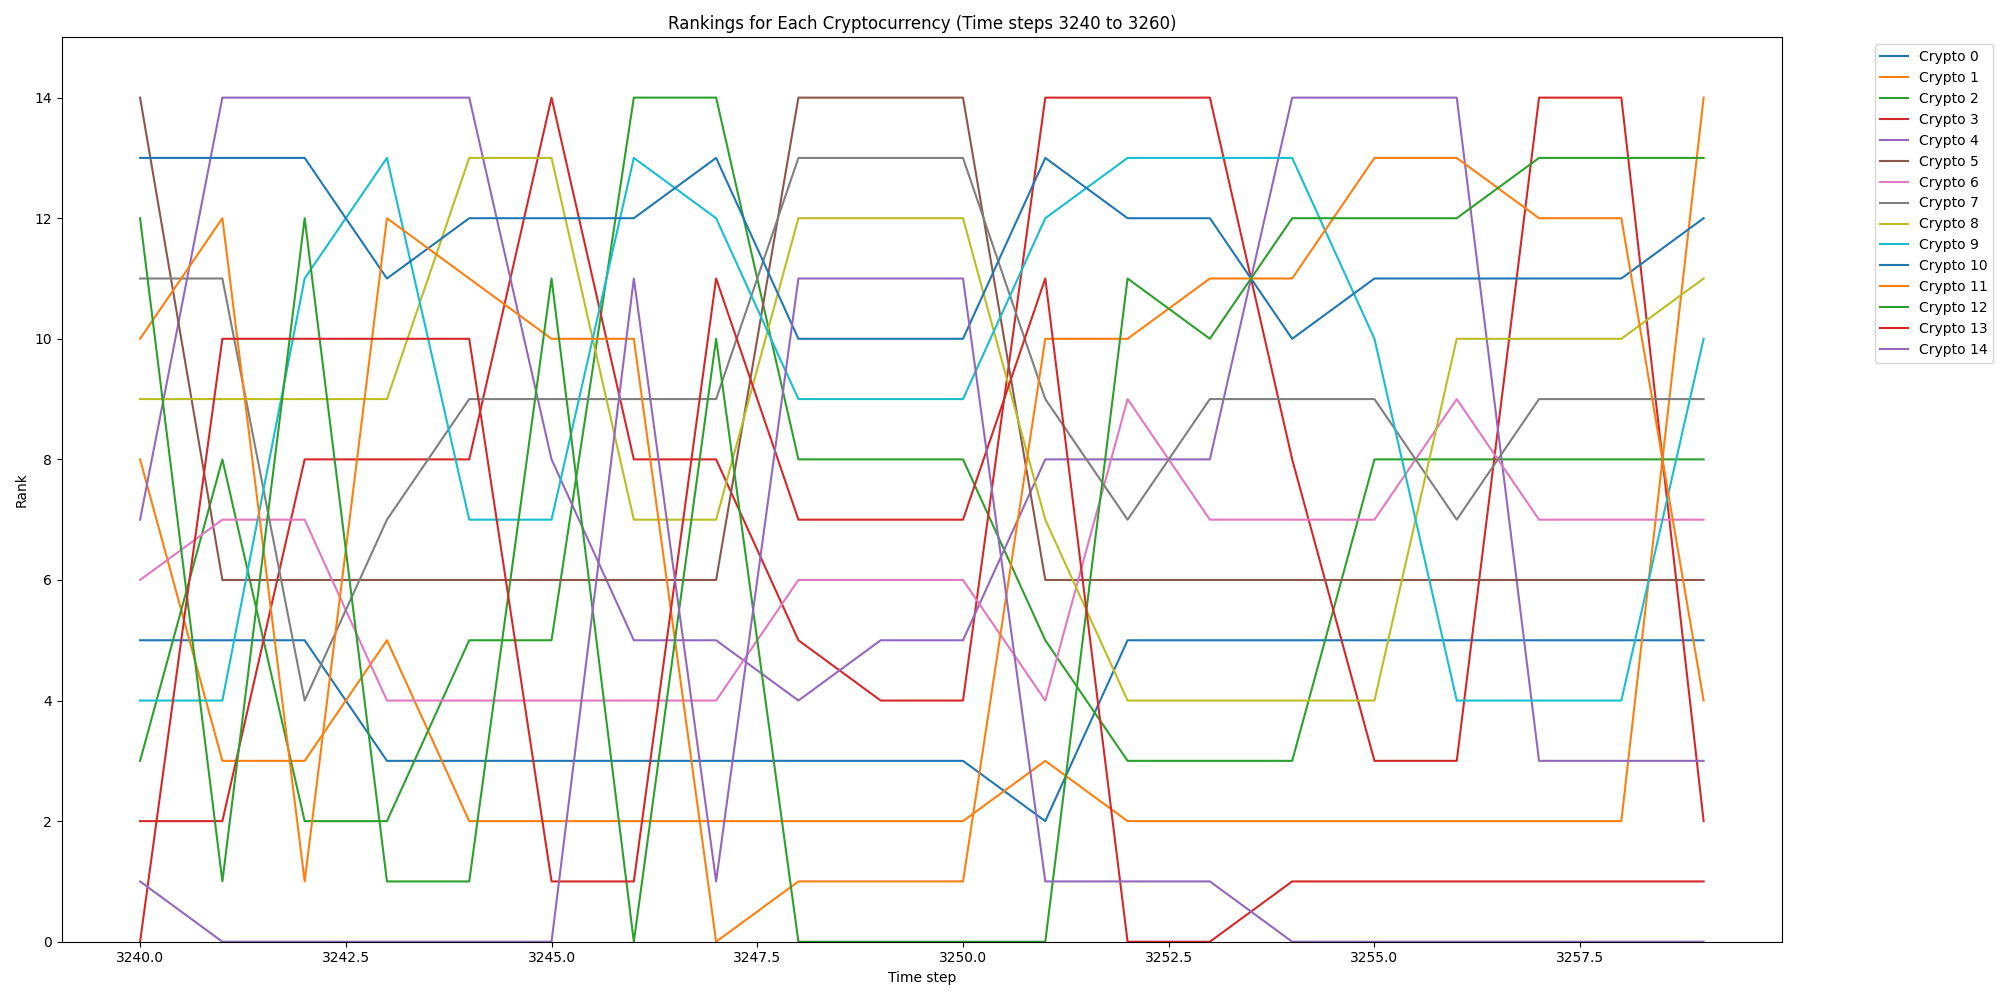 Rankings for Each Cryptocurrency (Time steps 3240 to 3260)
Rank
14
12
10
8
6
4
2
0
3240.0 3242.5 3245.0 3247.5 3250.0 3252.5 3255.0 3257.5
Time step
Crypto 0
Crypto 1
Crypto 2
Crypto 3
Crypto 4
Crypto 5
Crypto 6
Crypto 7
Crypto 8
Crypto 9
Crypto 10
Crypto 11
Crypto 12
Crypto 13
Crypto 14